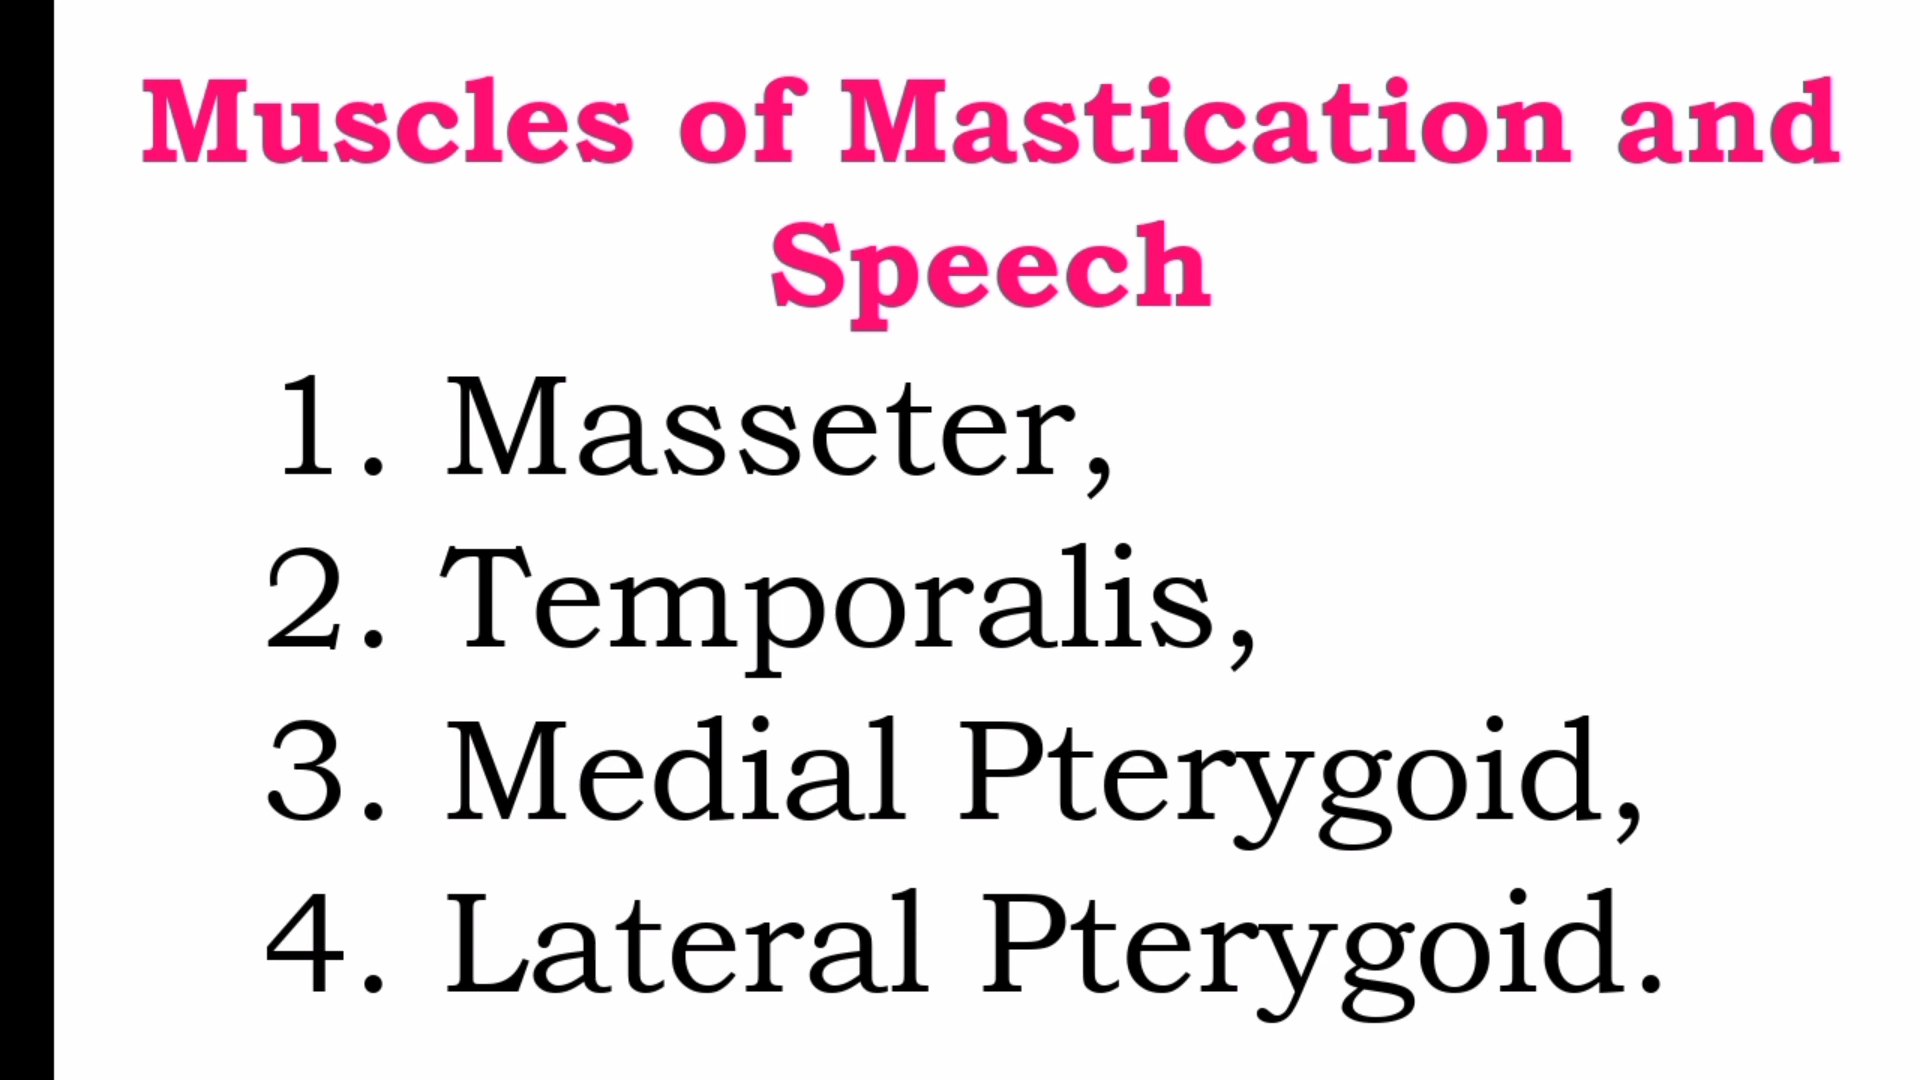 Muscles of Mastication and
Speech
1. Masseter,
2. Temporalis,
3. Medial Pterygoid,
4. Lateral Pterygoid.